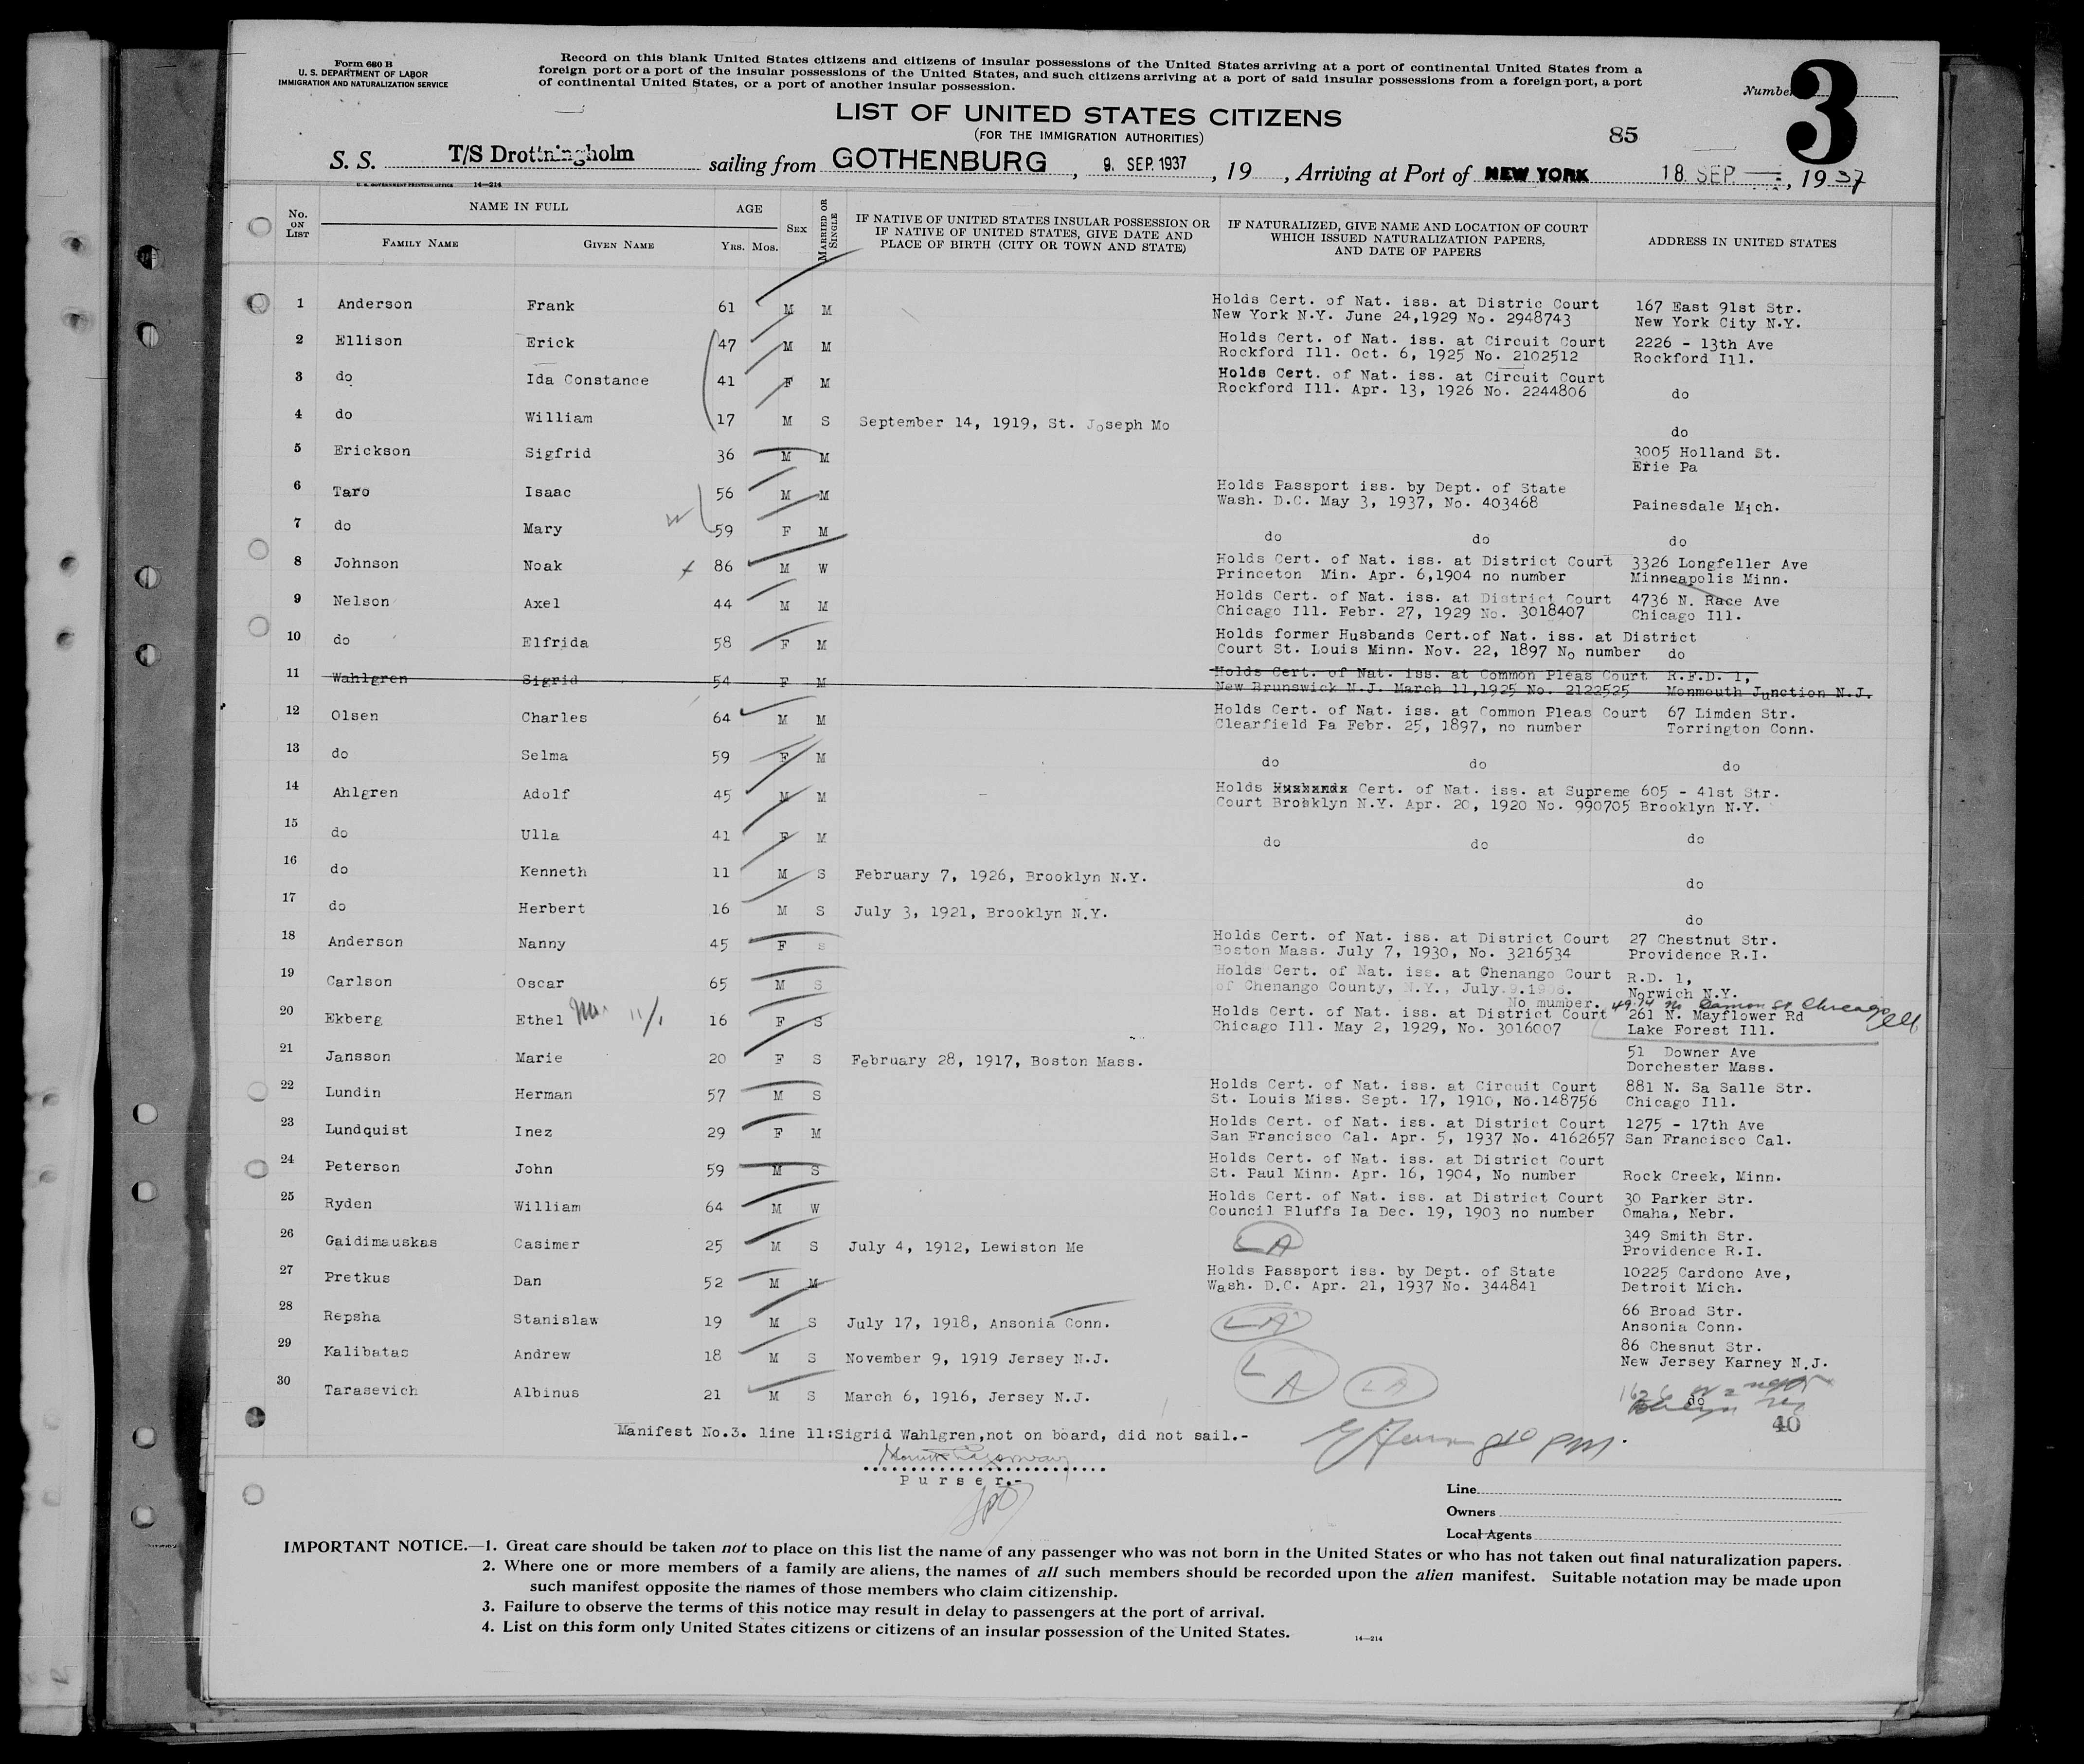 Form 680 B
U. S. DEPARTMENT OF LABOR
IMMIGRATION AND NATURALIZATION SERVICE
Record on this blank United States citizens and citizens of insular possessions of the United States arriving at a port of continental United States from a
foreign port or a port of the insular possessions of the United States, and such citizens arriving at a port of said insular possessions from a foreign port, a port
of continental United States, or a port of another insular possession.
Number 3
LIST OF UNITED STATES CITIZENS
(FOR THE IMMIGRATION AUTHORITIES)
85
S. S. T/S Drottningholm sailing from GOTHENBURG, 9. SEP. 1937, 19 , Arriving at Port of NEW YORK 18. SEP. , 1937
U. S. GOVERNMENT PRINTING OFFICE 14—214
No. ON LIST
NAME IN FULL
FAMILY NAME GIVEN NAME
AGE
YRS. MOS.
SEX
MARRIED OR SINGLE
IF NATIVE OF UNITED STATES INSULAR POSSESSION OR
IF NATIVE OF UNITED STATES, GIVE DATE AND
PLACE OF BIRTH (CITY OR TOWN AND STATE)
IF NATURALIZED, GIVE NAME AND LOCATION OF COURT
WHICH ISSUED NATURALIZATION PAPERS,
AND DATE OF PAPERS
ADDRESS IN UNITED STATES
1 Anderson Frank 61 M M Holds Cert. of Nat. iss. at Distric Court 167 East 91st Str.
New York N.Y. June 24,1929 No. 2948743 New York City N.Y.
2 Ellison Erick 47 M M Holds Cert. of Nat. iss. at Circuit Court 2226 - 13th Ave
Rockford Ill. Oct. 6, 1925 No. 2102512 Rockford Ill.
3 do Ida Constance 41 F M Holds Cert. of Nat. iss. at Circuit Court
Rockford Ill. Apr. 13, 1926 No. 2244806 do
4 do William 17 M S September 14, 1919, St. Joseph Mo do
5 Erickson Sigfrid 36 M M 3005 Holland St.
Erie Pa
6 Taro Isaac 56 M M Holds Passport iss. by Dept. of State
Wash. D.C. May 3, 1937, No. 403468 Painesdale Mich.
7 do Mary 59 F M do do do
8 Johnson Noak 86 M W Holds Cert. of Nat. iss. at District Court 3326 Longfeller Ave
Princeton Min. Apr. 6,1904 no number Minneapolis Minn.
9 Nelson Axel 44 M M Holds Cert. of Nat. iss. at District Court 4736 N. Race Ave
Chicago Ill. Febr. 27, 1929 No. 3018407 Chicago Ill.
10 do Elfrida 58 F M Holds former Husbands Cert.of Nat. iss. at District
Court St. Louis Minn. Nov. 22, 1897 No number do
11 Wahlgren Sigrid 54 F M Holds Cert. of Nat. iss. at Common Pleas Court R.F.D. 1,
New Brunswick N.J. March 11,1925 No. 2122525 Monmouth Junction N.J.
12 Olsen Charles 64 M M Holds Cert. of Nat. iss. at Common Pleas Court 67 Limden Str.
Clearfield Pa Febr. 25, 1897, no number Torrington Conn.
13 do Selma 59 F M do do do
14 Ahlgren Adolf 45 M M Holds Husbands Cert. of Nat. iss. at Supreme 605 - 41st Str.
Court Brooklyn N.Y. Apr. 20, 1920 No. 990705 Brooklyn N.Y.
15 do Ulla 41 F M do do do
16 do Kenneth 11 M S February 7, 1926, Brooklyn N.Y. do
17 do Herbert 16 M S July 3, 1921, Brooklyn N.Y. do
18 Anderson Nanny 45 F S Holds Cert. of Nat. iss. at District Court 27 Chestnut Str.
Boston Mass. July 7, 1930, No. 3216534 Providence R.I.
19 Carlson Oscar 65 M S Holds Cert. of Nat. iss. at Chenango Court R.D. 1,
of Chenango County, N.Y., July.9. Norwich N.Y.
No mumber.
20 Ekberg Ethel 11/1 16 F S Holds Cert. of Nat. iss. at District Court 261 N. Mayflower Rd
Chicago Ill. May 2, 1929, No. 3016007 Lake Forest Ill.
4974 N Damen St Chicago Ill
21 Jansson Marie 20 F S February 28, 1917, Boston Mass. 51 Downer Ave
Dorchester Mass.
22 Lundin Herman 57 M S Holds Cert. of Nat. iss. at Circuit Court 881 N. Sa Salle Str.
St. Louis Miss. Sept. 17, 1910, No.148756 Chicago Ill.
23 Lundquist Inez 29 F M Holds Cert. of Nat. iss. at District Court 1275 - 17th Ave
San Francisco Cal. Apr. 5, 1937 No. 4162657 San Francisco Cal.
24 Peterson John 59 M S Holds Cert. of Nat. iss. at District Court
St. Paul Minn. Apr. 16, 1904, No number Rock Creek, Minn.
25 Ryden William 64 M W Holds Cert. of Nat. iss. at District Court 30 Parker Str.
Council Bluffs Ia Dec. 19, 1903 no number Omaha, Nebr.
26 Gaidimauskas Casimer 25 M S July 4, 1912, Lewiston Me LA 349 Smith Str.
Providence R.I.
27 Pretkus Dan 52 M M Holds Passport iss. by Dept. of State 10225 Cardono Ave,
Wash. D.C. Apr. 21, 1937 No. 344841 Detroit Mich.
28 Repsha Stanislaw 19 M S July 17, 1918, Ansonia Conn. LA 66 Broad Str.
Ansonia Conn.
29 Kalibatas Andrew 18 M S November 9, 1919 Jersey N.J. LA 86 Chesnut Str.
New Jersey Karney N.J.
30 Tarasevich Albinus 21 M S March 6, 1916, Jersey N.J. LA do
40
Manifest No.3. line 11:Sigrid Wahlgren,not on board, did not sail.-
Purser.-
Line
Owners
Local Agents
IMPORTANT NOTICE.—1. Great care should be taken not to place on this list the name of any passenger who was not born in the United States or who has not taken out final naturalization papers.
2. Where one or more members of a family are aliens, the names of all such members should be recorded upon the alien manifest. Suitable notation may be made upon
such manifest opposite the names of those members who claim citizenship.
3. Failure to observe the terms of this notice may result in delay to passengers at the port of arrival.
4. List on this form only United States citizens or citizens of an insular possession of the United States.
14—214